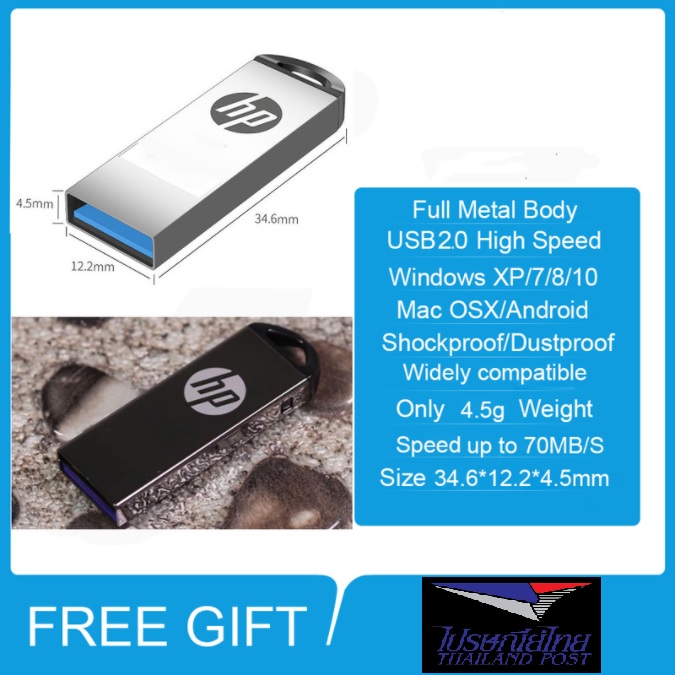 hp
4.5mm
34.6mm
12.2mm
Full Metal Body
USB2.0 High Speed
Windows XP/7/8/10
Mac OSX/Android
Shockproof/Dustproof
Widely compatible
Only 4.5g Weight
Speed up to 70MB/S
Size 34.6*12.2*4.5mm
hp
FREE GIFT
ไปรษณีย์ไทย
THAILAND POST